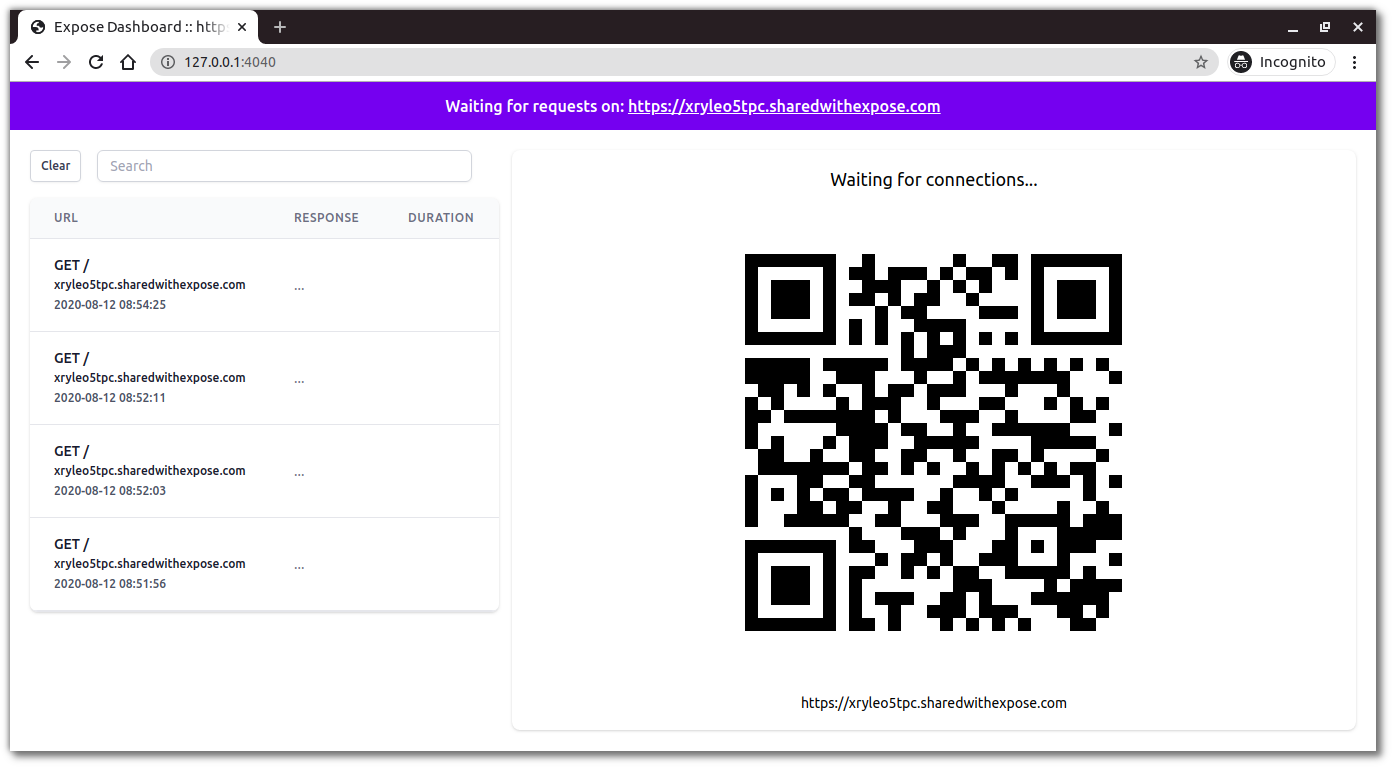 Expose Dashboard :: http
127.0.0.1:4040
Incognito
Waiting for requests on: https://xryleo5tpc.sharedwithexpose.com
Clear
Search
URL RESPONSE DURATION
GET /
xryleo5tpc.sharedwithexpose.com
...
2020-08-12 08:54:25
GET /
xryleo5tpc.sharedwithexpose.com
...
2020-08-12 08:52:11
GET /
xryleo5tpc.sharedwithexpose.com
...
2020-08-12 08:52:03
GET /
xryleo5tpc.sharedwithexpose.com
...
2020-08-12 08:51:56
Waiting for connections...
https://xryleo5tpc.sharedwithexpose.com